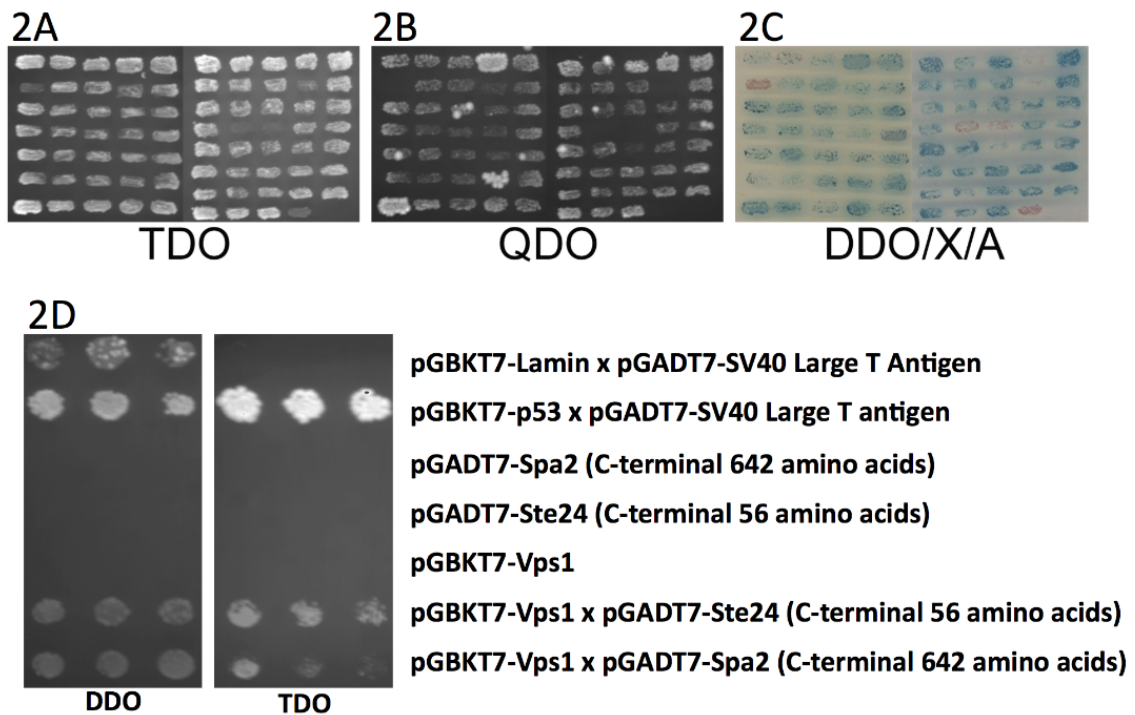 2A
2B
2C
TDO
QDO
DDO/X/A
2D
pGBKT7-Lamin x pGADT7-SV40 Large T Antigen
pGBKT7-p53 x pGADT7-SV40 Large T antigen
pGADT7-Spa2 (C-terminal 642 amino acids)
pGADT7-Ste24 (C-terminal 56 amino acids)
pGBKT7-Vps1
pGBKT7-Vps1 x pGADT7-Ste24 (C-terminal 56 amino acids)
pGBKT7-Vps1 x pGADT7-Spa2 (C-terminal 642 amino acids)
DDO
TDO